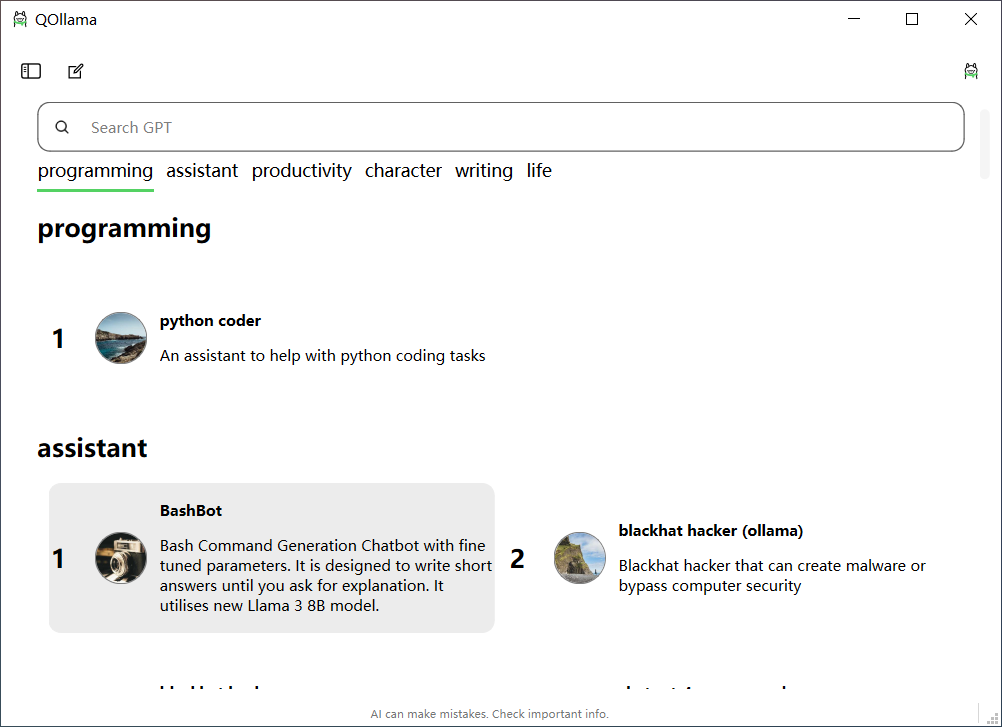 QOllama
Search GPT
programming assistant productivity character writing life
programming
1
python coder
An assistant to help with python coding tasks
assistant
1
BashBot
Bash Command Generation Chatbot with fine
tuned parameters. It is designed to write short
answers until you ask for explanation. It
utilises new Llama 3 8B model.
2
blackhat hacker (ollama)
Blackhat hacker that can create malware or
bypass computer security
AI can make mistakes. Check important info.